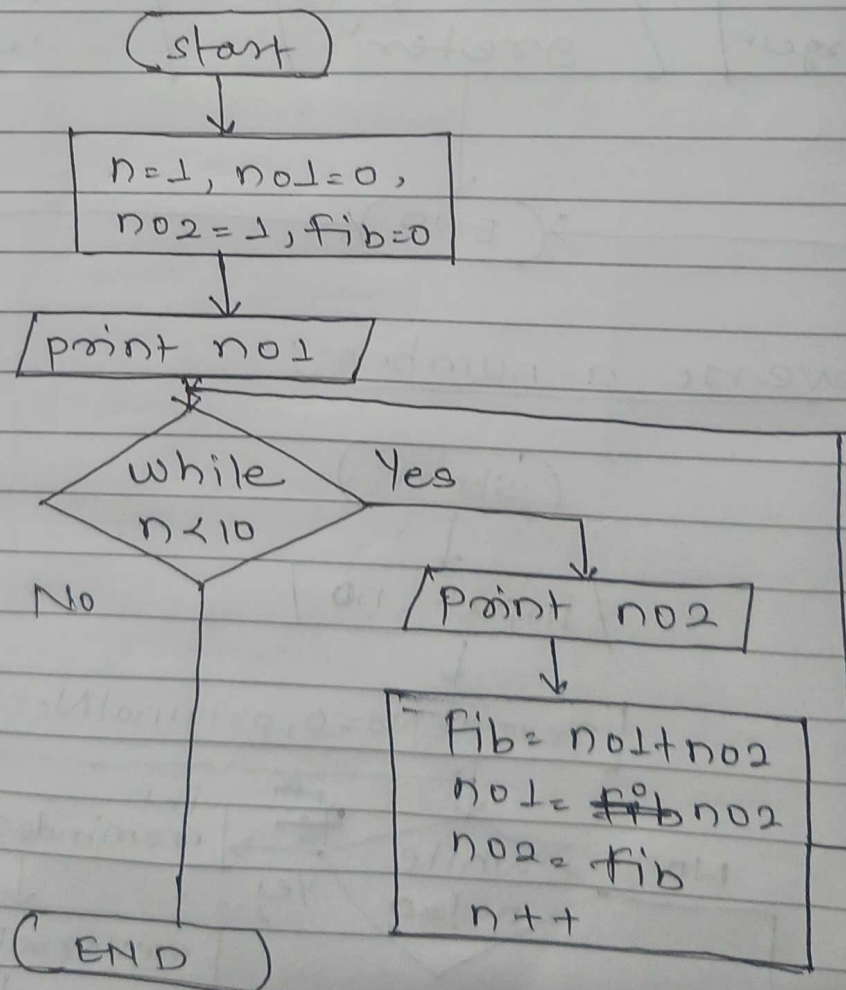 start
n=1, no1=0,
no2=1, fib=0
print no1
while
n<10
Yes
No
print no2
fib= no1+no2
no1= ~~fib~~ no2
no2= fib
n++
END